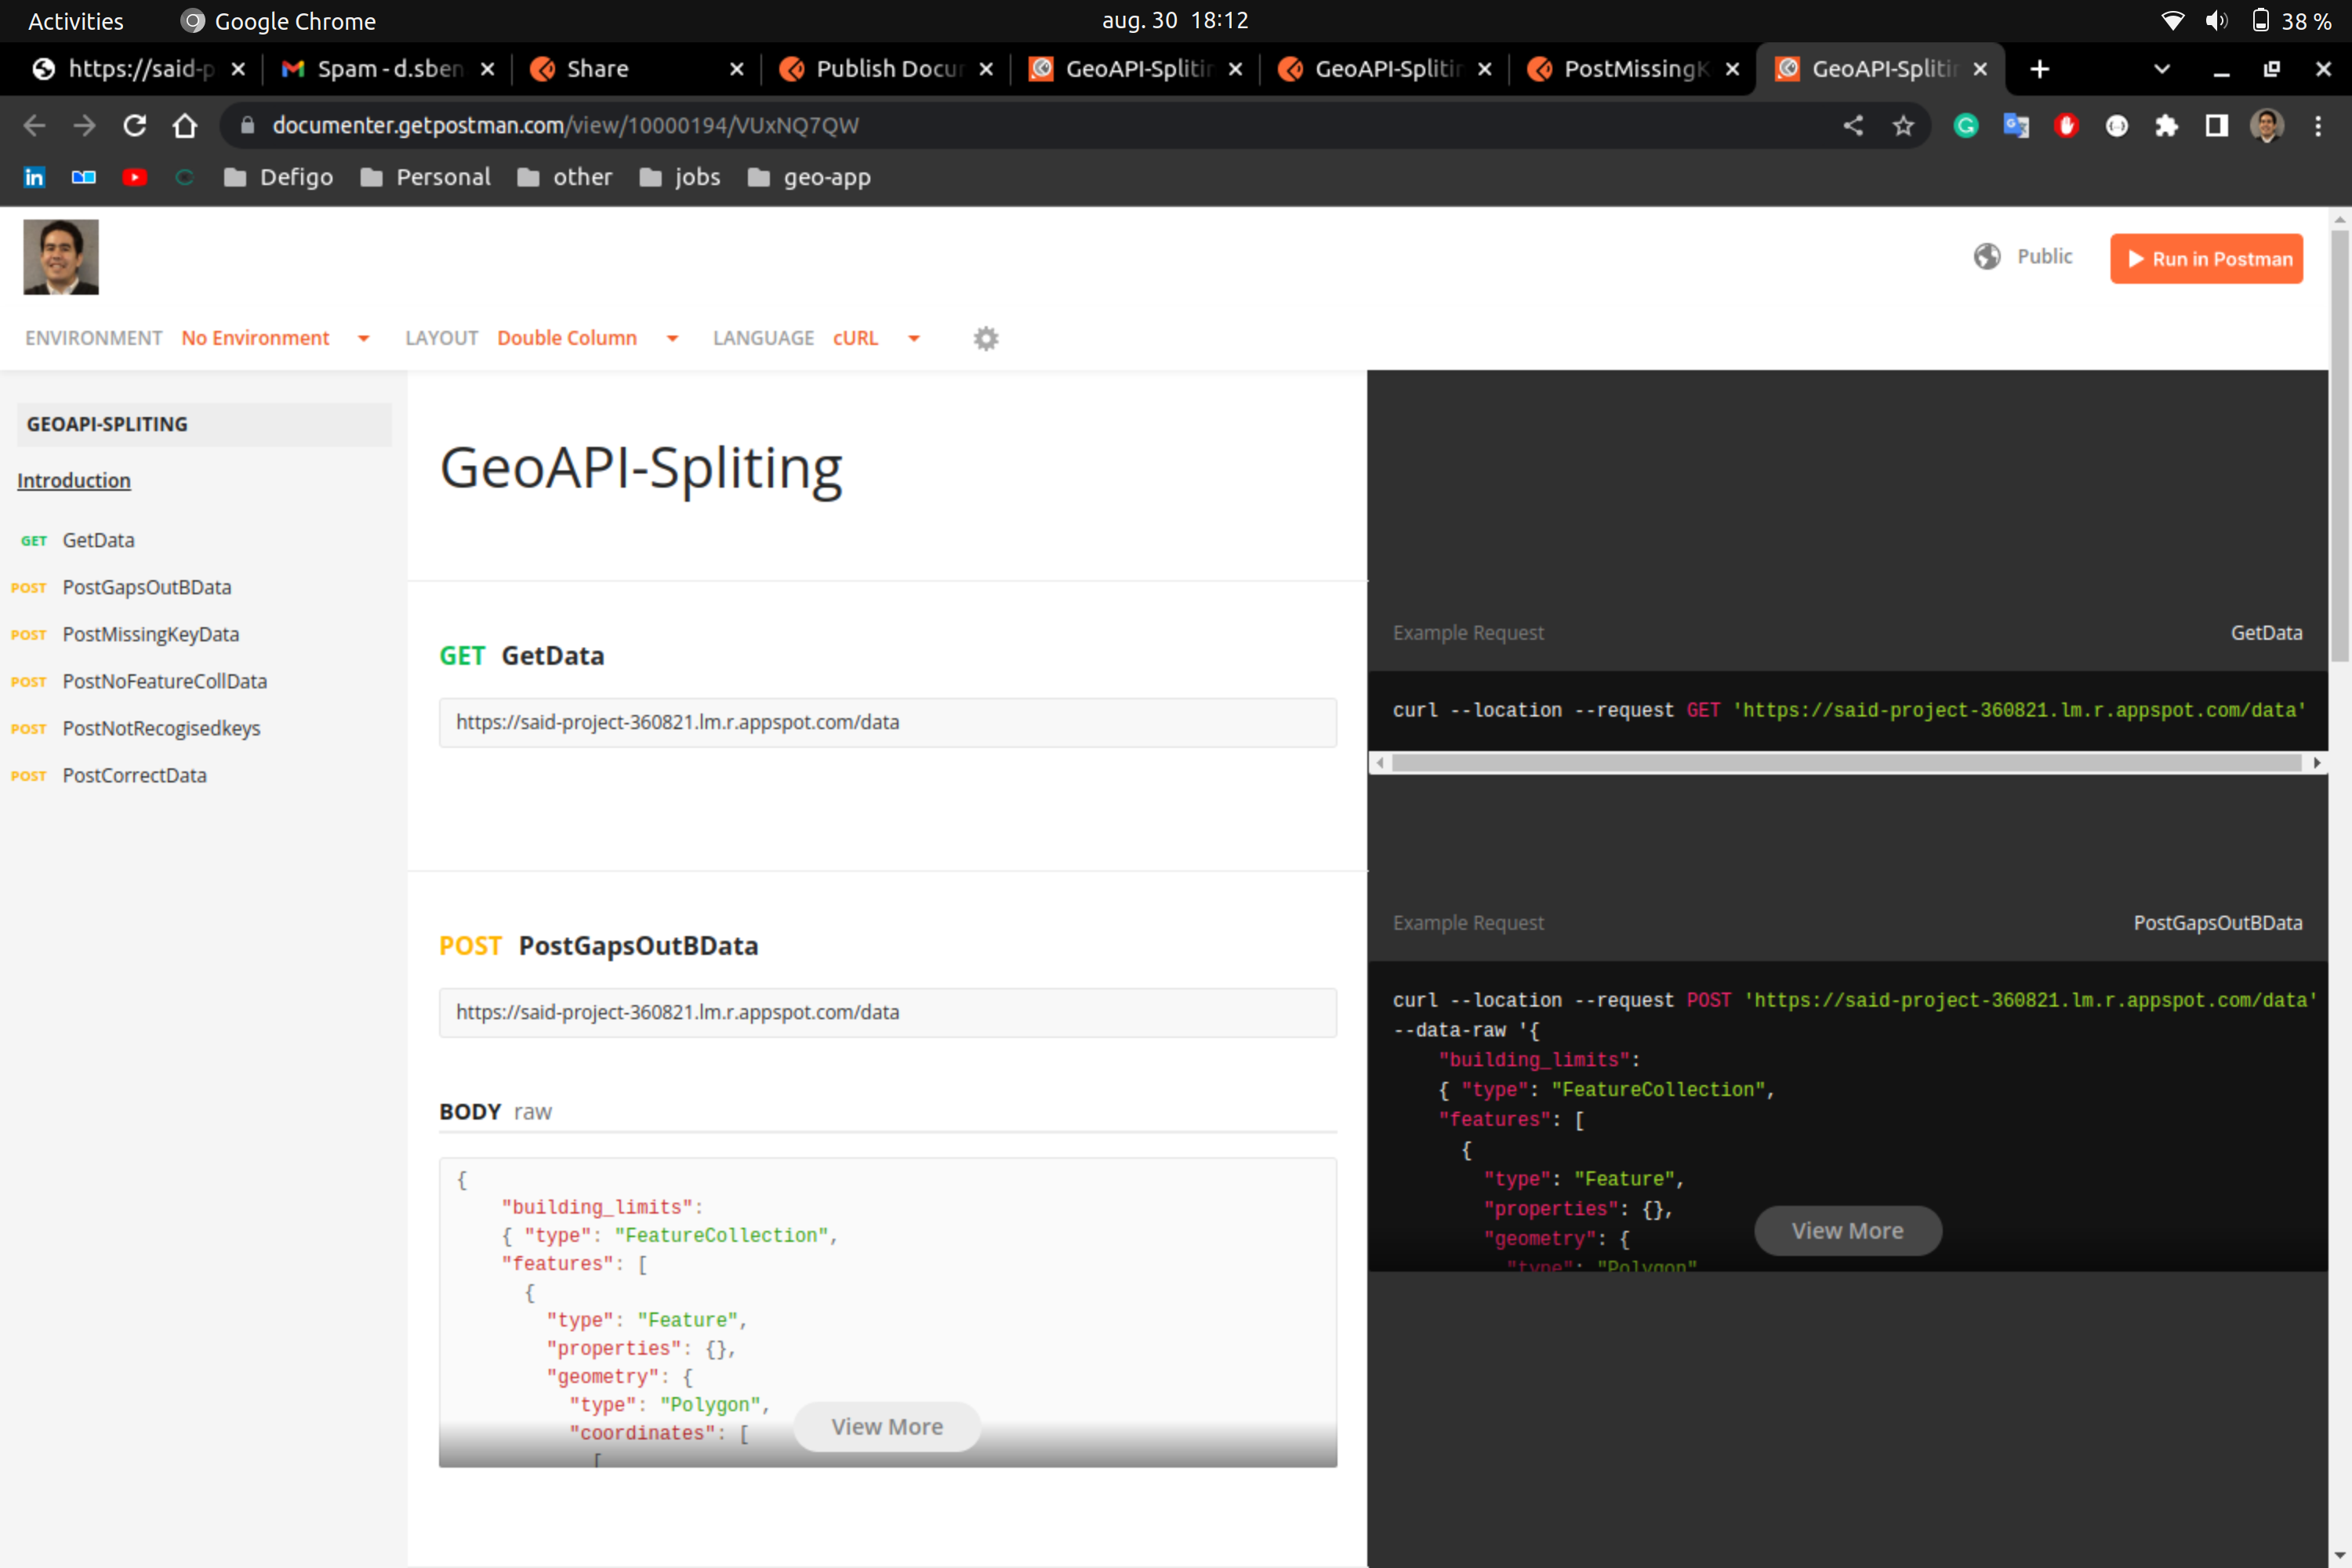 Activities Google Chrome aug. 30 18:12 38 %
https://said-p Spam - d.sben Share Publish Docur GeoAPI-Splitin GeoAPI-Splitin PostMissingK GeoAPI-Splitin
documenter.getpostman.com/view/10000194/VUxNQ7QW
Defigo Personal other jobs geo-app
Public Run in Postman
ENVIRONMENT No Environment LAYOUT Double Column LANGUAGE cURL
GEOAPI-SPLITING
Introduction
GET GetData
POST PostGapsOutBData
POST PostMissingKeyData
POST PostNoFeatureCollData
POST PostNotRecogisedkeys
POST PostCorrectData
GeoAPI-Spliting
GET GetData
https://said-project-360821.lm.r.appspot.com/data
POST PostGapsOutBData
https://said-project-360821.lm.r.appspot.com/data
BODY raw
{
"building_limits":
{ "type": "FeatureCollection",
"features": [
{
"type": "Feature",
"properties": {},
"geometry": {
"type": "Polygon",
"coordinates": [
[
View More
Example Request GetData
curl --location --request GET 'https://said-project-360821.lm.r.appspot.com/data'
Example Request PostGapsOutBData
curl --location --request POST 'https://said-project-360821.lm.r.appspot.com/data'
--data-raw '{
"building_limits":
{ "type": "FeatureCollection",
"features": [
{
"type": "Feature",
"properties": {},
"geometry": {
"type": "Polygon"
View More